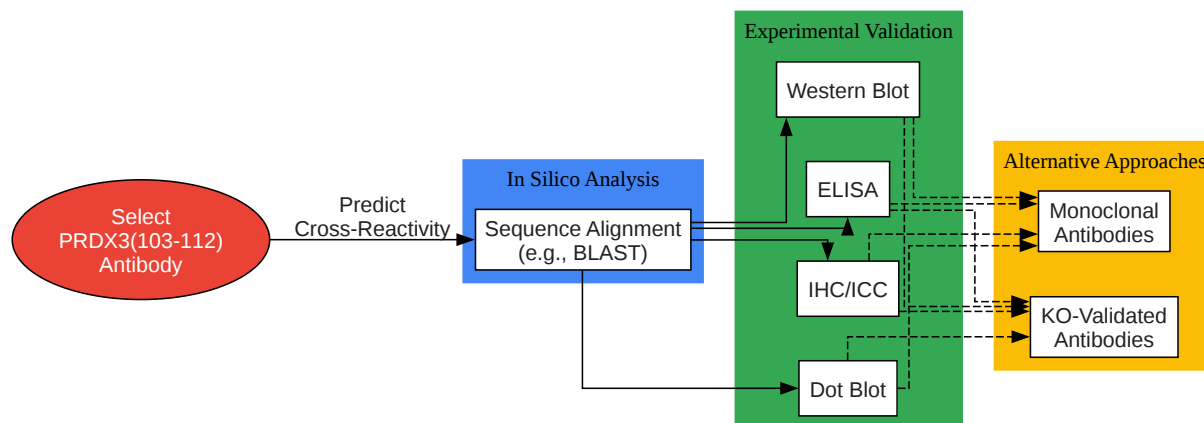 Select
PRDX3(103-112)
Antibody
Predict
Cross-Reactivity
In Silico Analysis
Sequence Alignment
(e.g., BLAST)
Experimental Validation
Western Blot
ELISA
IHC/ICC
Dot Blot
Alternative Approaches
Monoclonal
Antibodies
KO-Validated
Antibodies